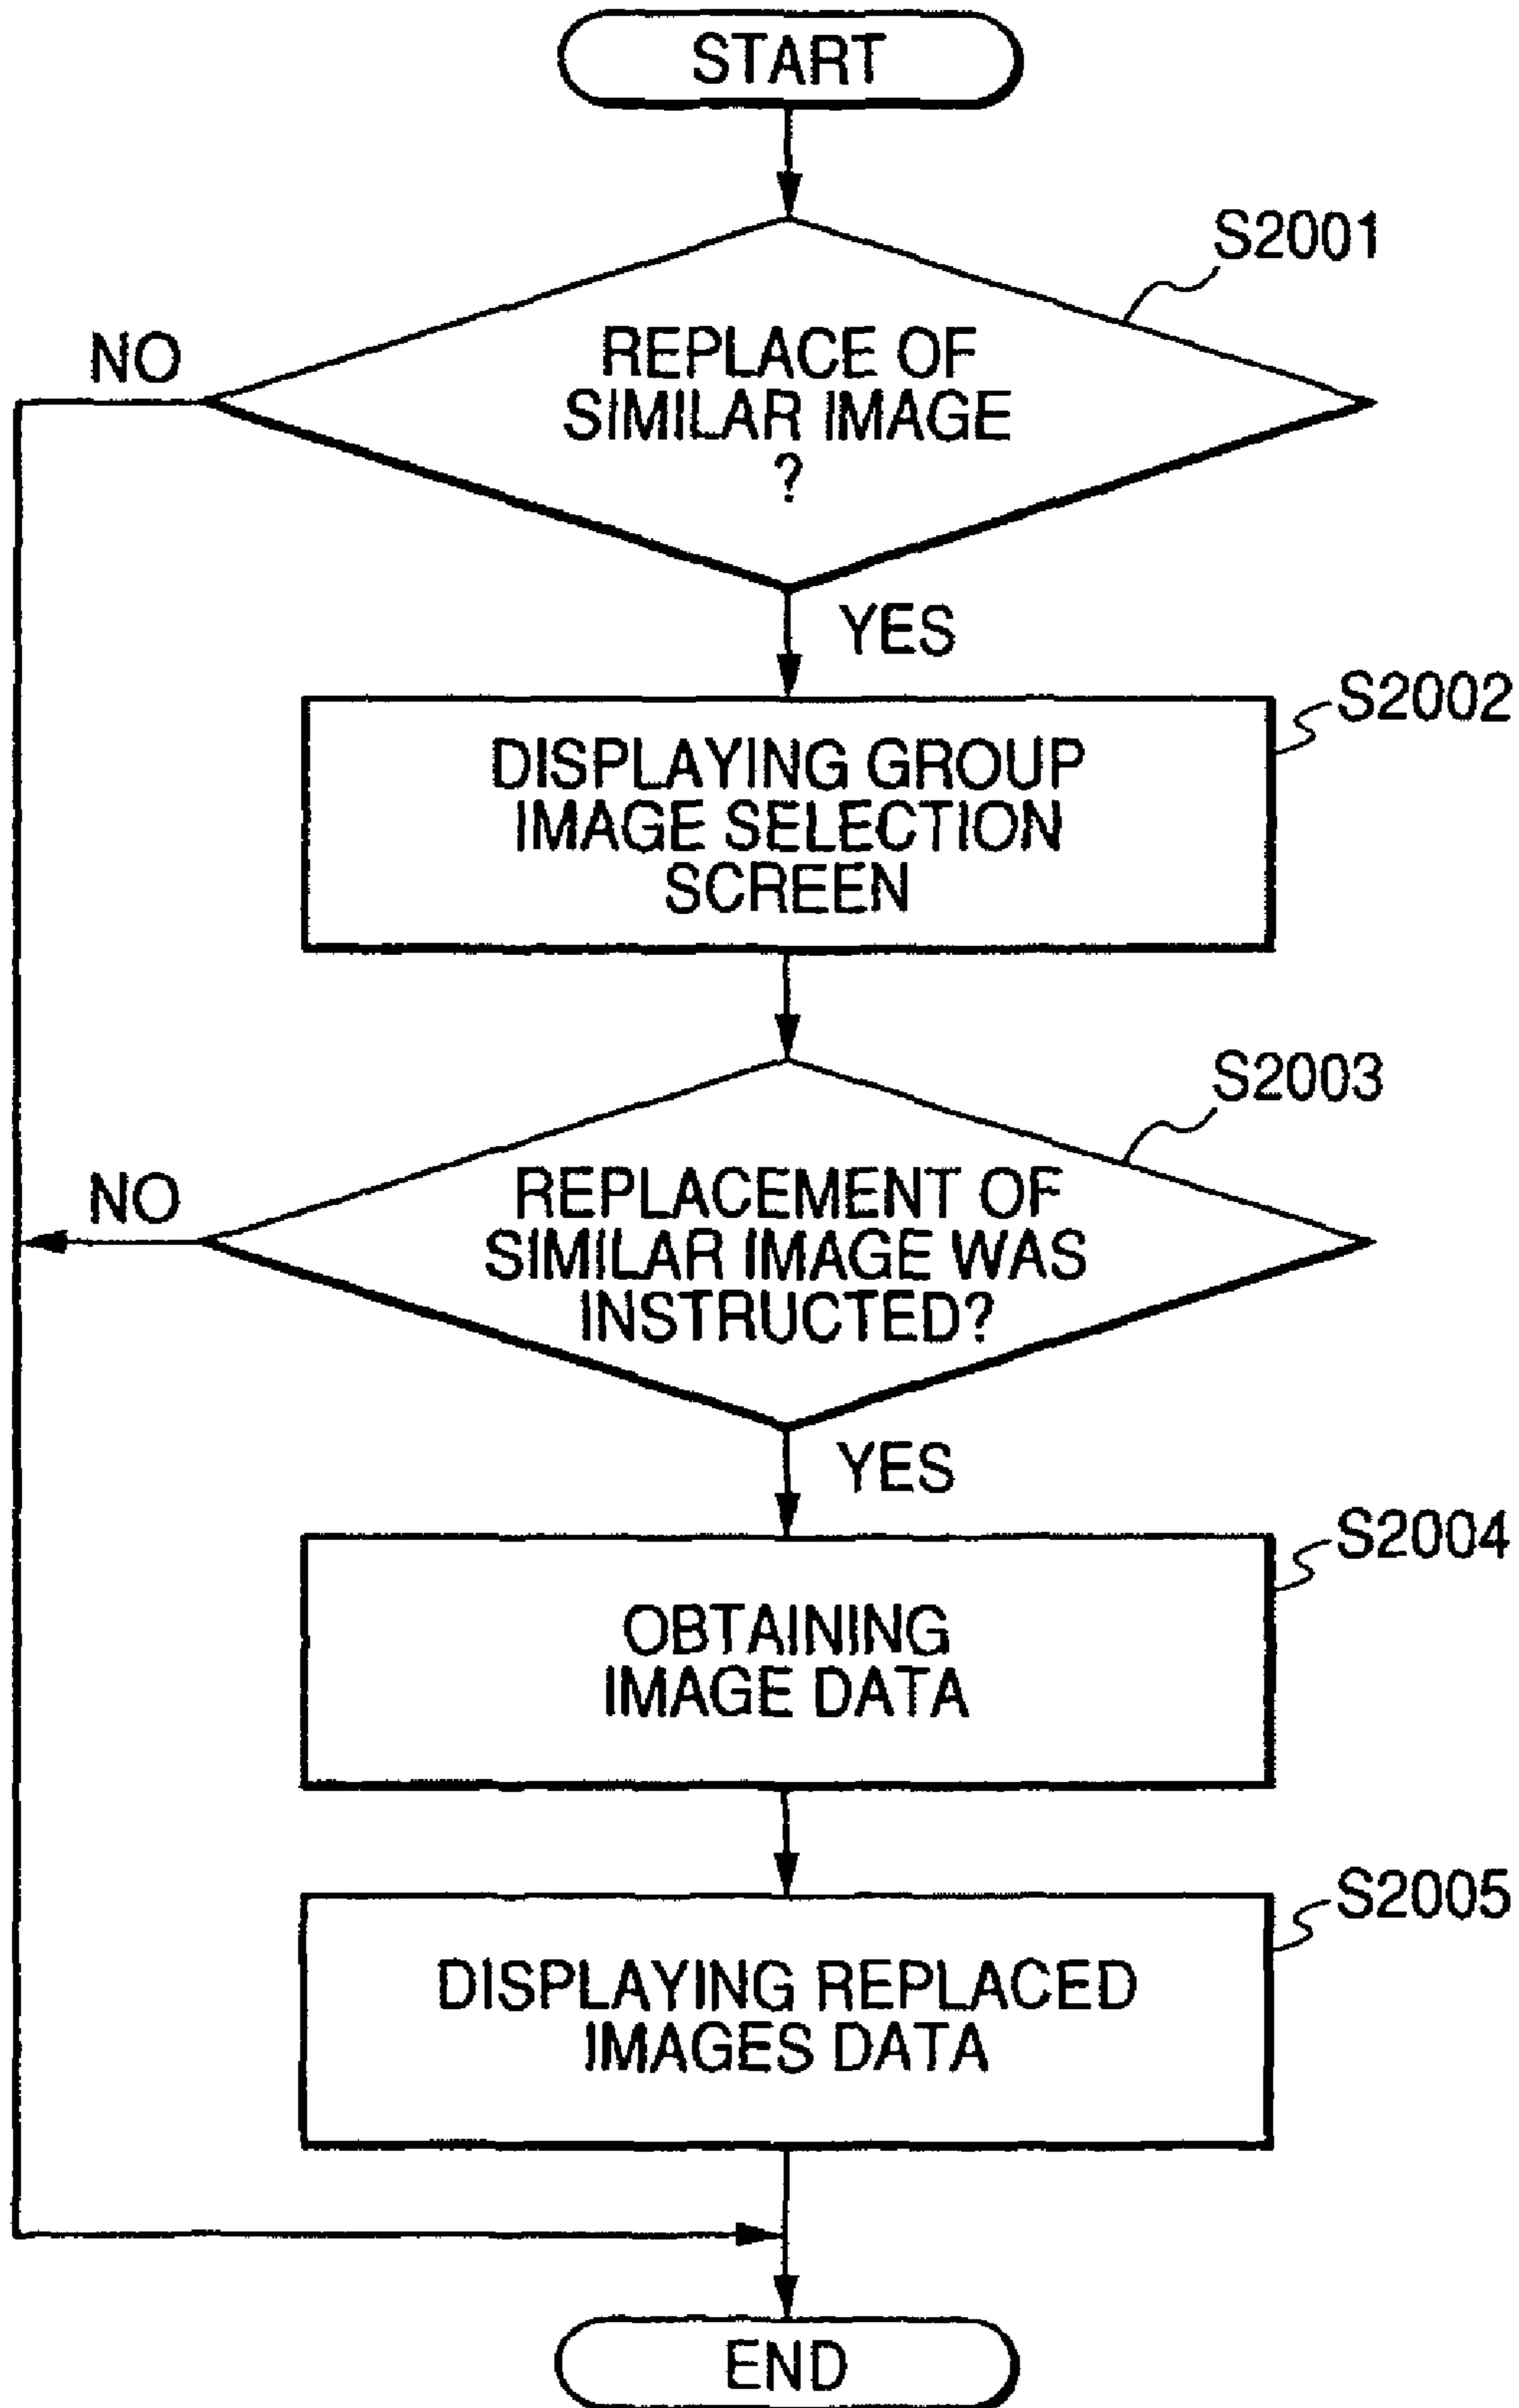 START
S2001
NO
REPLACE OF
SIMILAR IMAGE
?
YES
S2002
DISPLAYING GROUP
IMAGE SELECTION
SCREEN
S2003
NO
REPLACEMENT OF
SIMILAR IMAGE WAS
INSTRUCTED?
YES
S2004
OBTAINING
IMAGE DATA
S2005
DISPLAYING REPLACED
IMAGES DATA
END